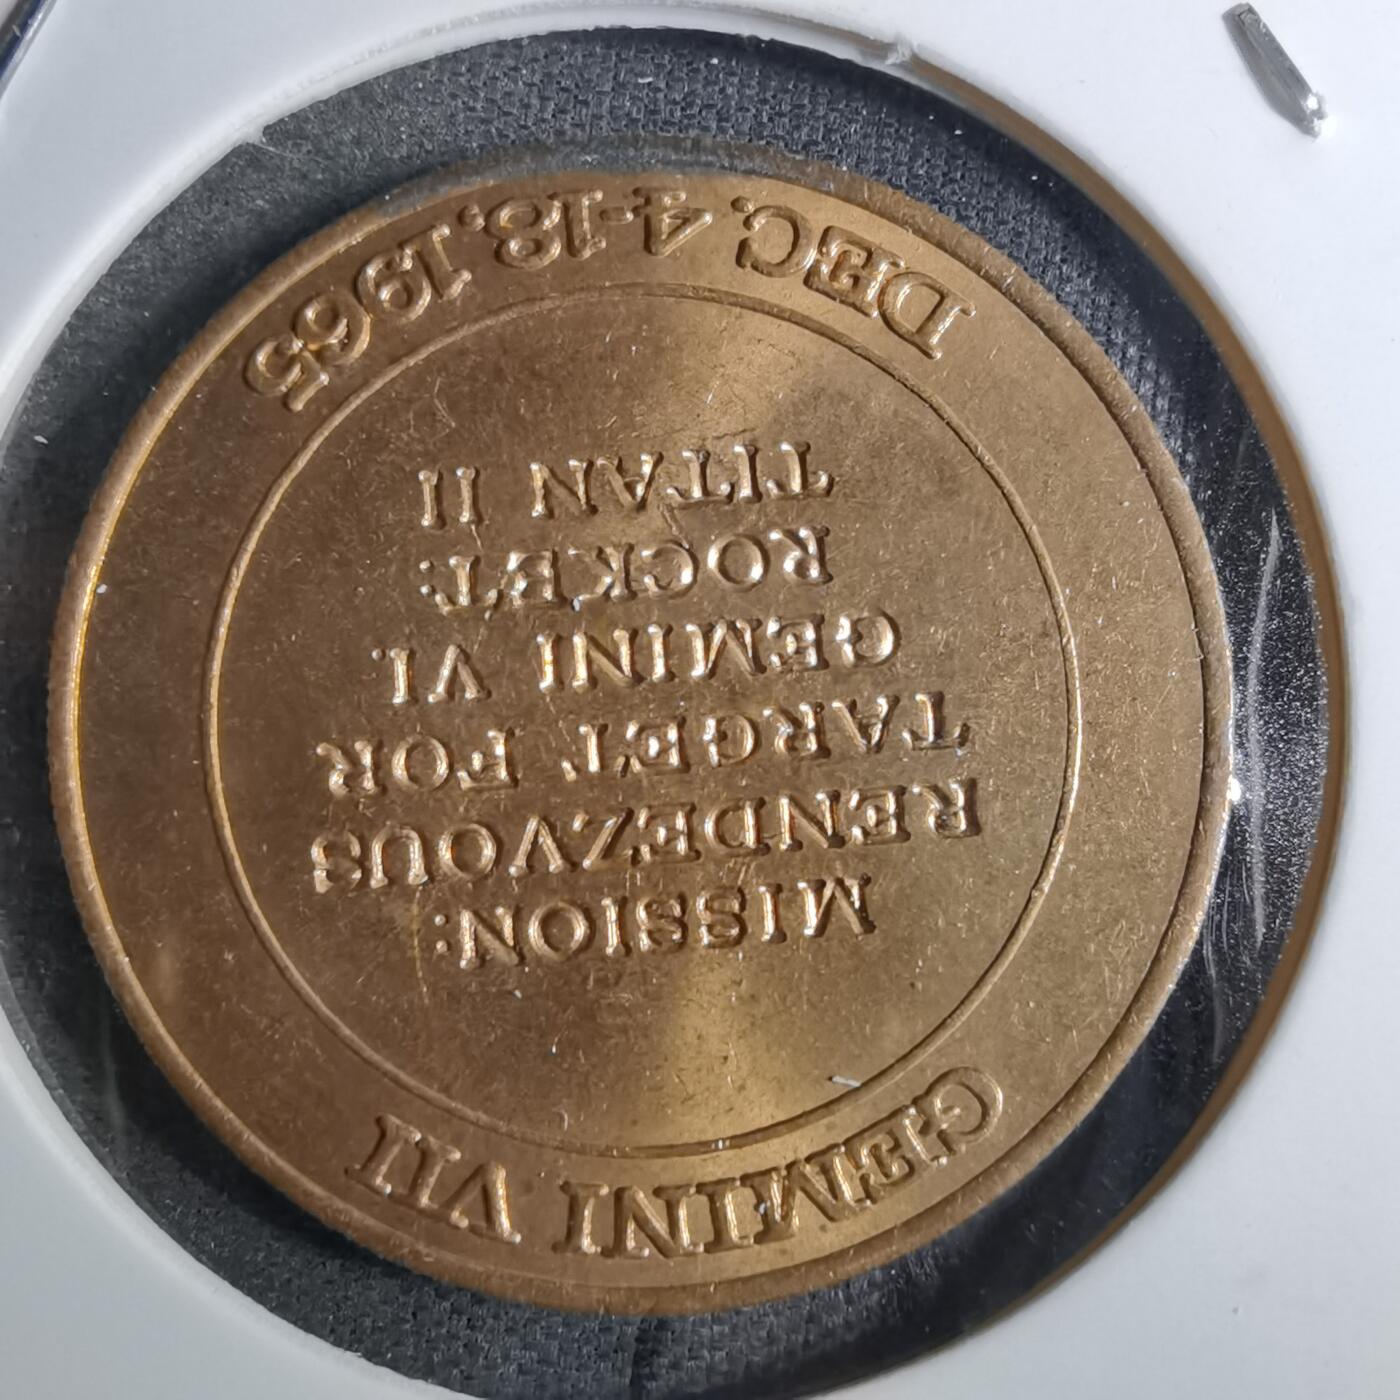 GEMINI VII
MISSION:
RENDEZVOUS
TARGET FOR
GEMINI VI.
ROCKET:
TITAN II
DEC. 4-18, 1965